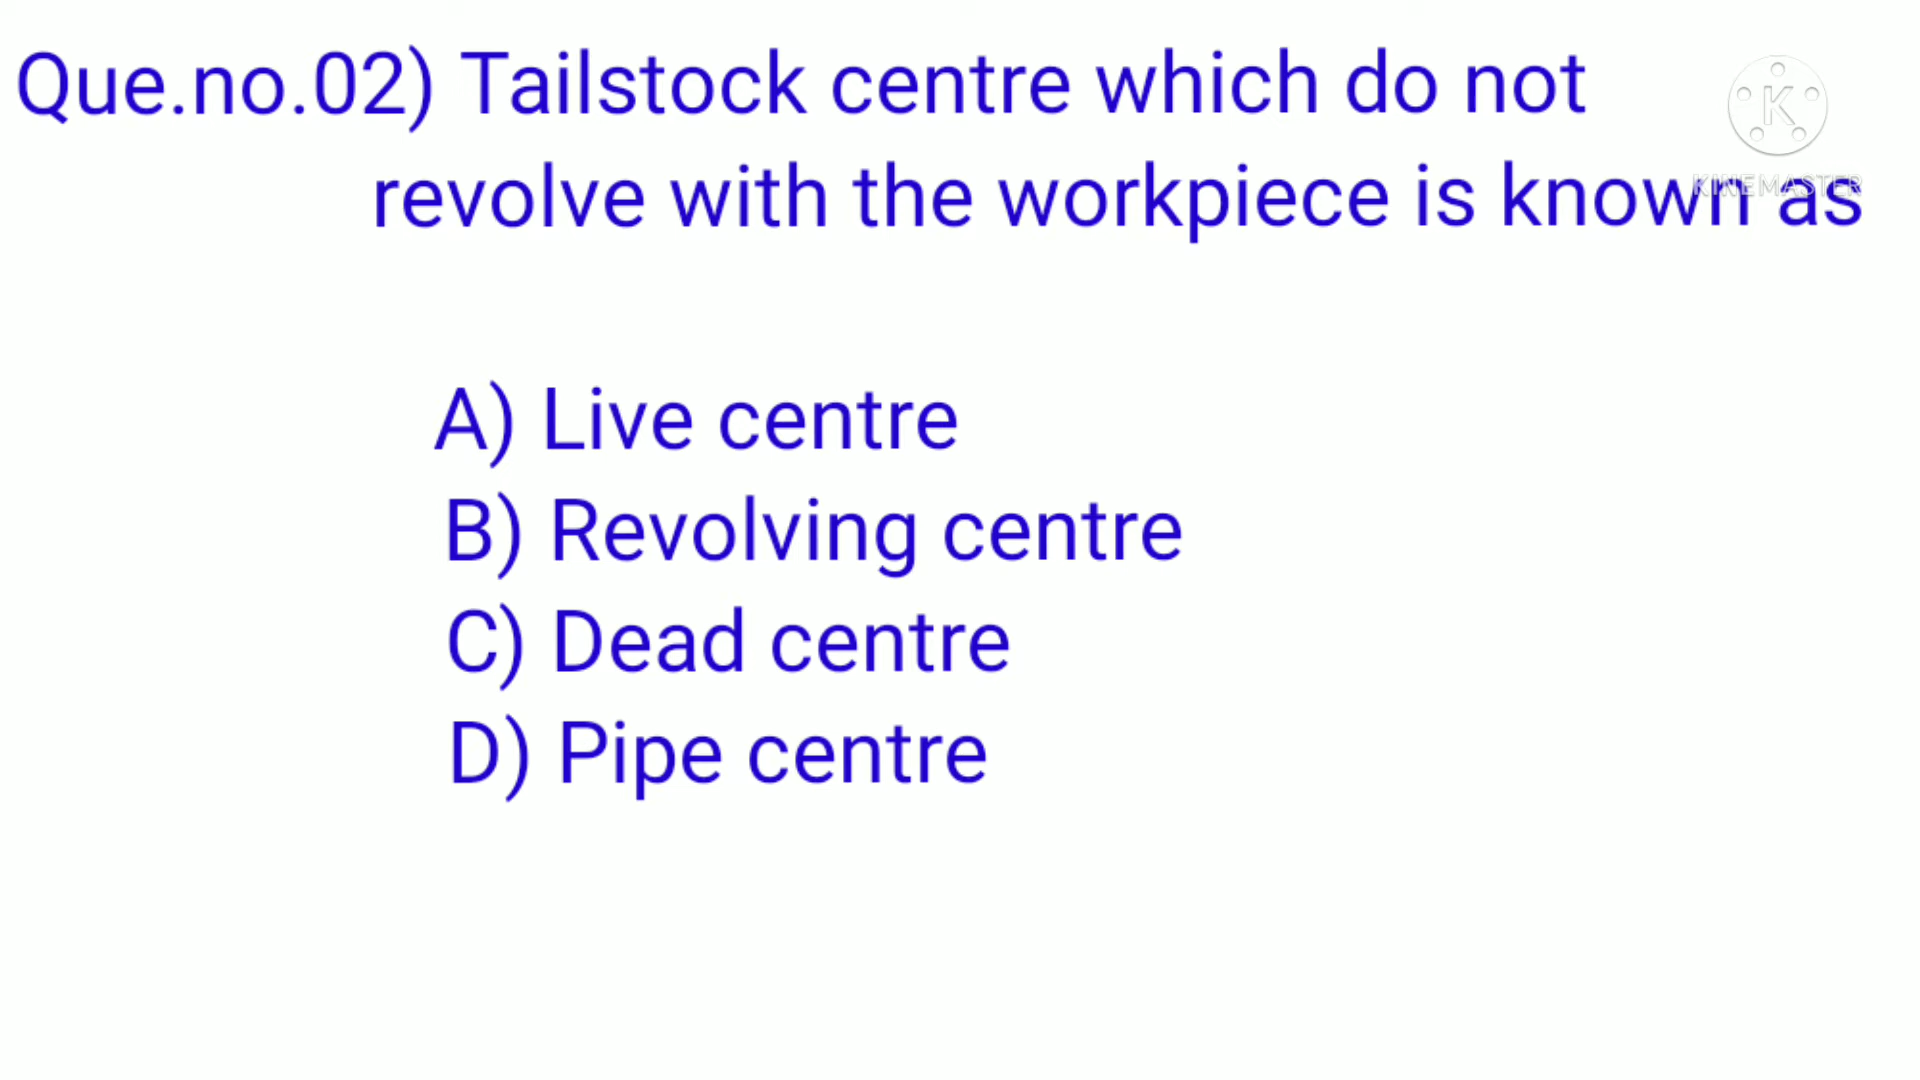 Que.no.02) Tailstock centre which do not
K
KINEMASTER
revolve with the workpiece is known as
A) Live centre
B) Revolving centre
C) Dead centre
D) Pipe centre